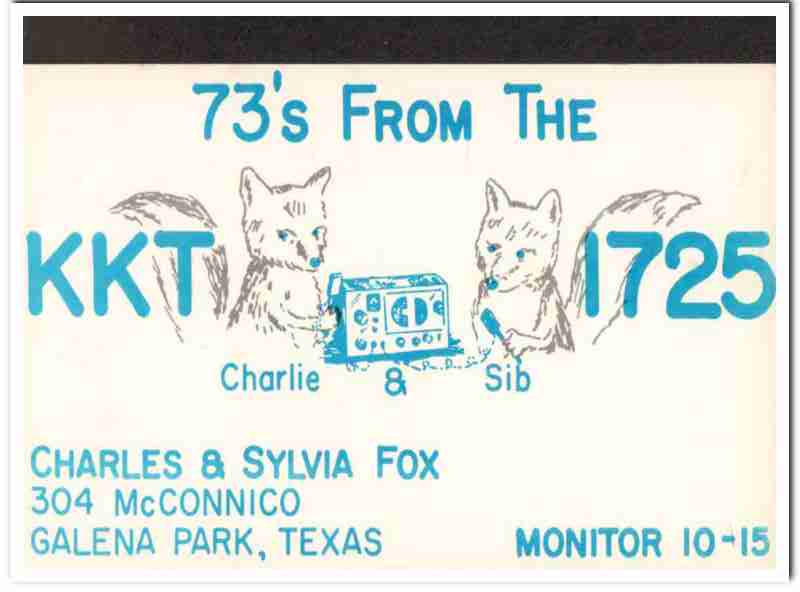 73's From The
KKT 1725
Charlie & Sib
CHARLES & SYLVIA FOX
304 McCONNICO
GALENA PARK, TEXAS
MONITOR 10-15